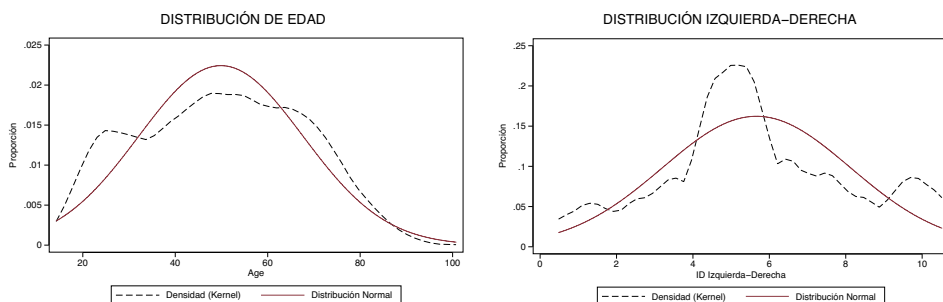 DISTRIBUCIÓN DE EDAD
.025
.02
.015
.01
.005
0
Proporción
20 40 60 80 100
Age
Densidad (Kernel) Distribución Normal
DISTRIBUCIÓN IZQUIERDA–DERECHA
.25
.2
.15
.1
.05
0
Proporción
0 2 4 6 8 10
ID Izquierda–Derecha
Densidad (Kernel) Distribución Normal